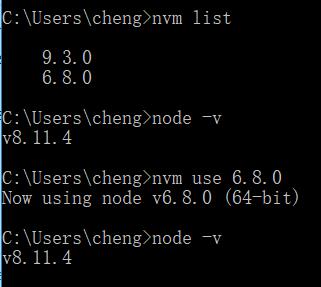 C:\Users\cheng>nvm list
9.3.0
6.8.0
C:\Users\cheng>node -v
v8.11.4
C:\Users\cheng>nvm use 6.8.0
Now using node v6.8.0 (64-bit)
C:\Users\cheng>node -v
v8.11.4